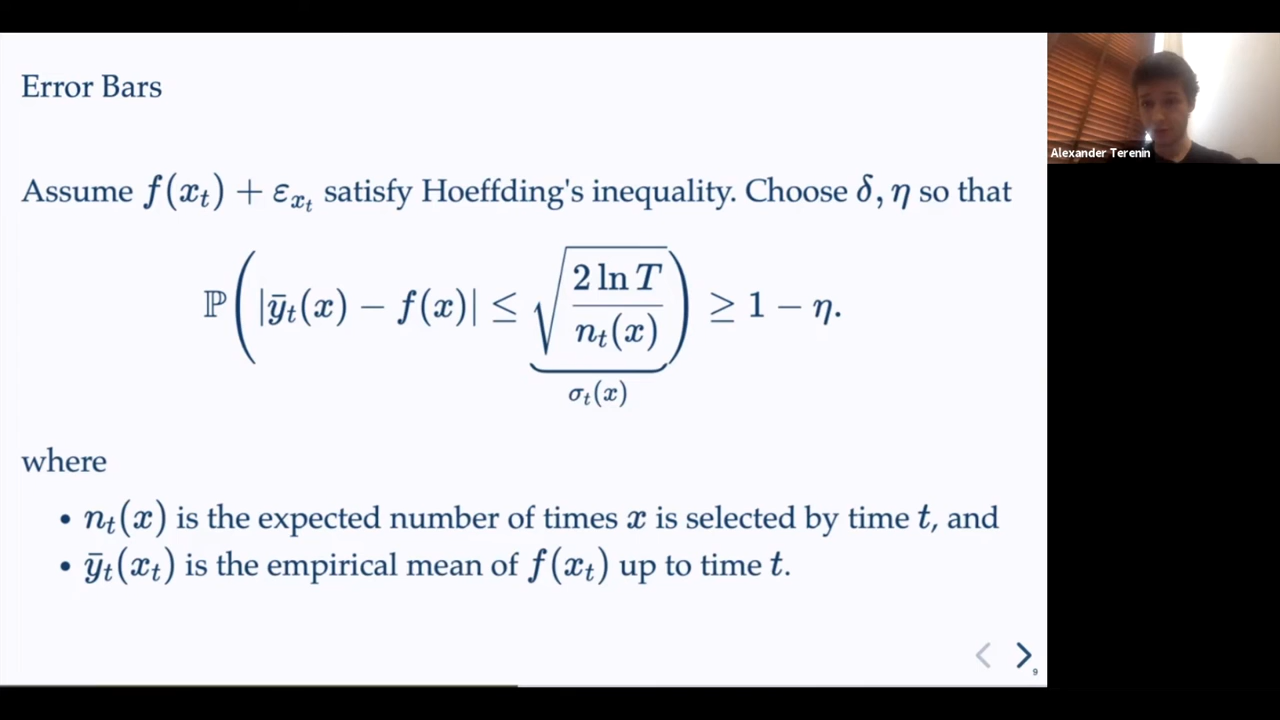 Error Bars
Alexander Terenin
Assume f(x_t) + ε_{x_t} satisfy Hoeffding's inequality. Choose δ, η so that
ℙ( |ȳ_t(x) − f(x)| ≤ √(2 ln T / n_t(x)) ) ≥ 1 − η.
σ_t(x)
where
• n_t(x) is the expected number of times x is selected by time t, and
• ȳ_t(x_t) is the empirical mean of f(x_t) up to time t.
9